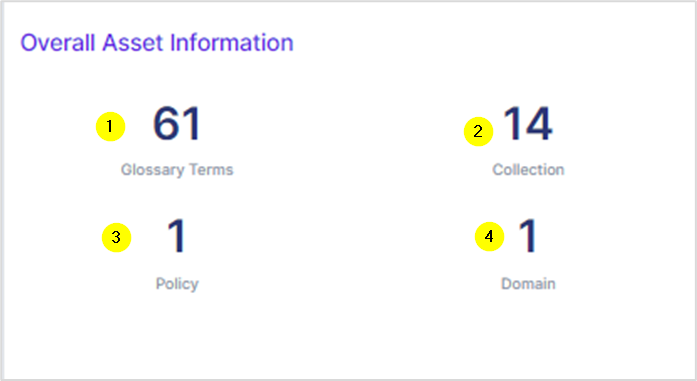 Overall Asset Information
1 61 2 14
Glossary Terms Collection
3 1 4 1
Policy Domain